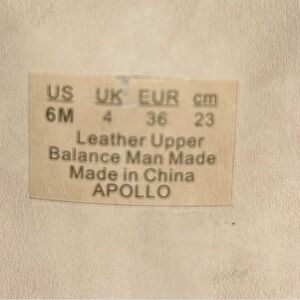 US UK EUR cm
6M 4 36 23
Leather Upper
Balance Man Made
Made in China
APOLLO